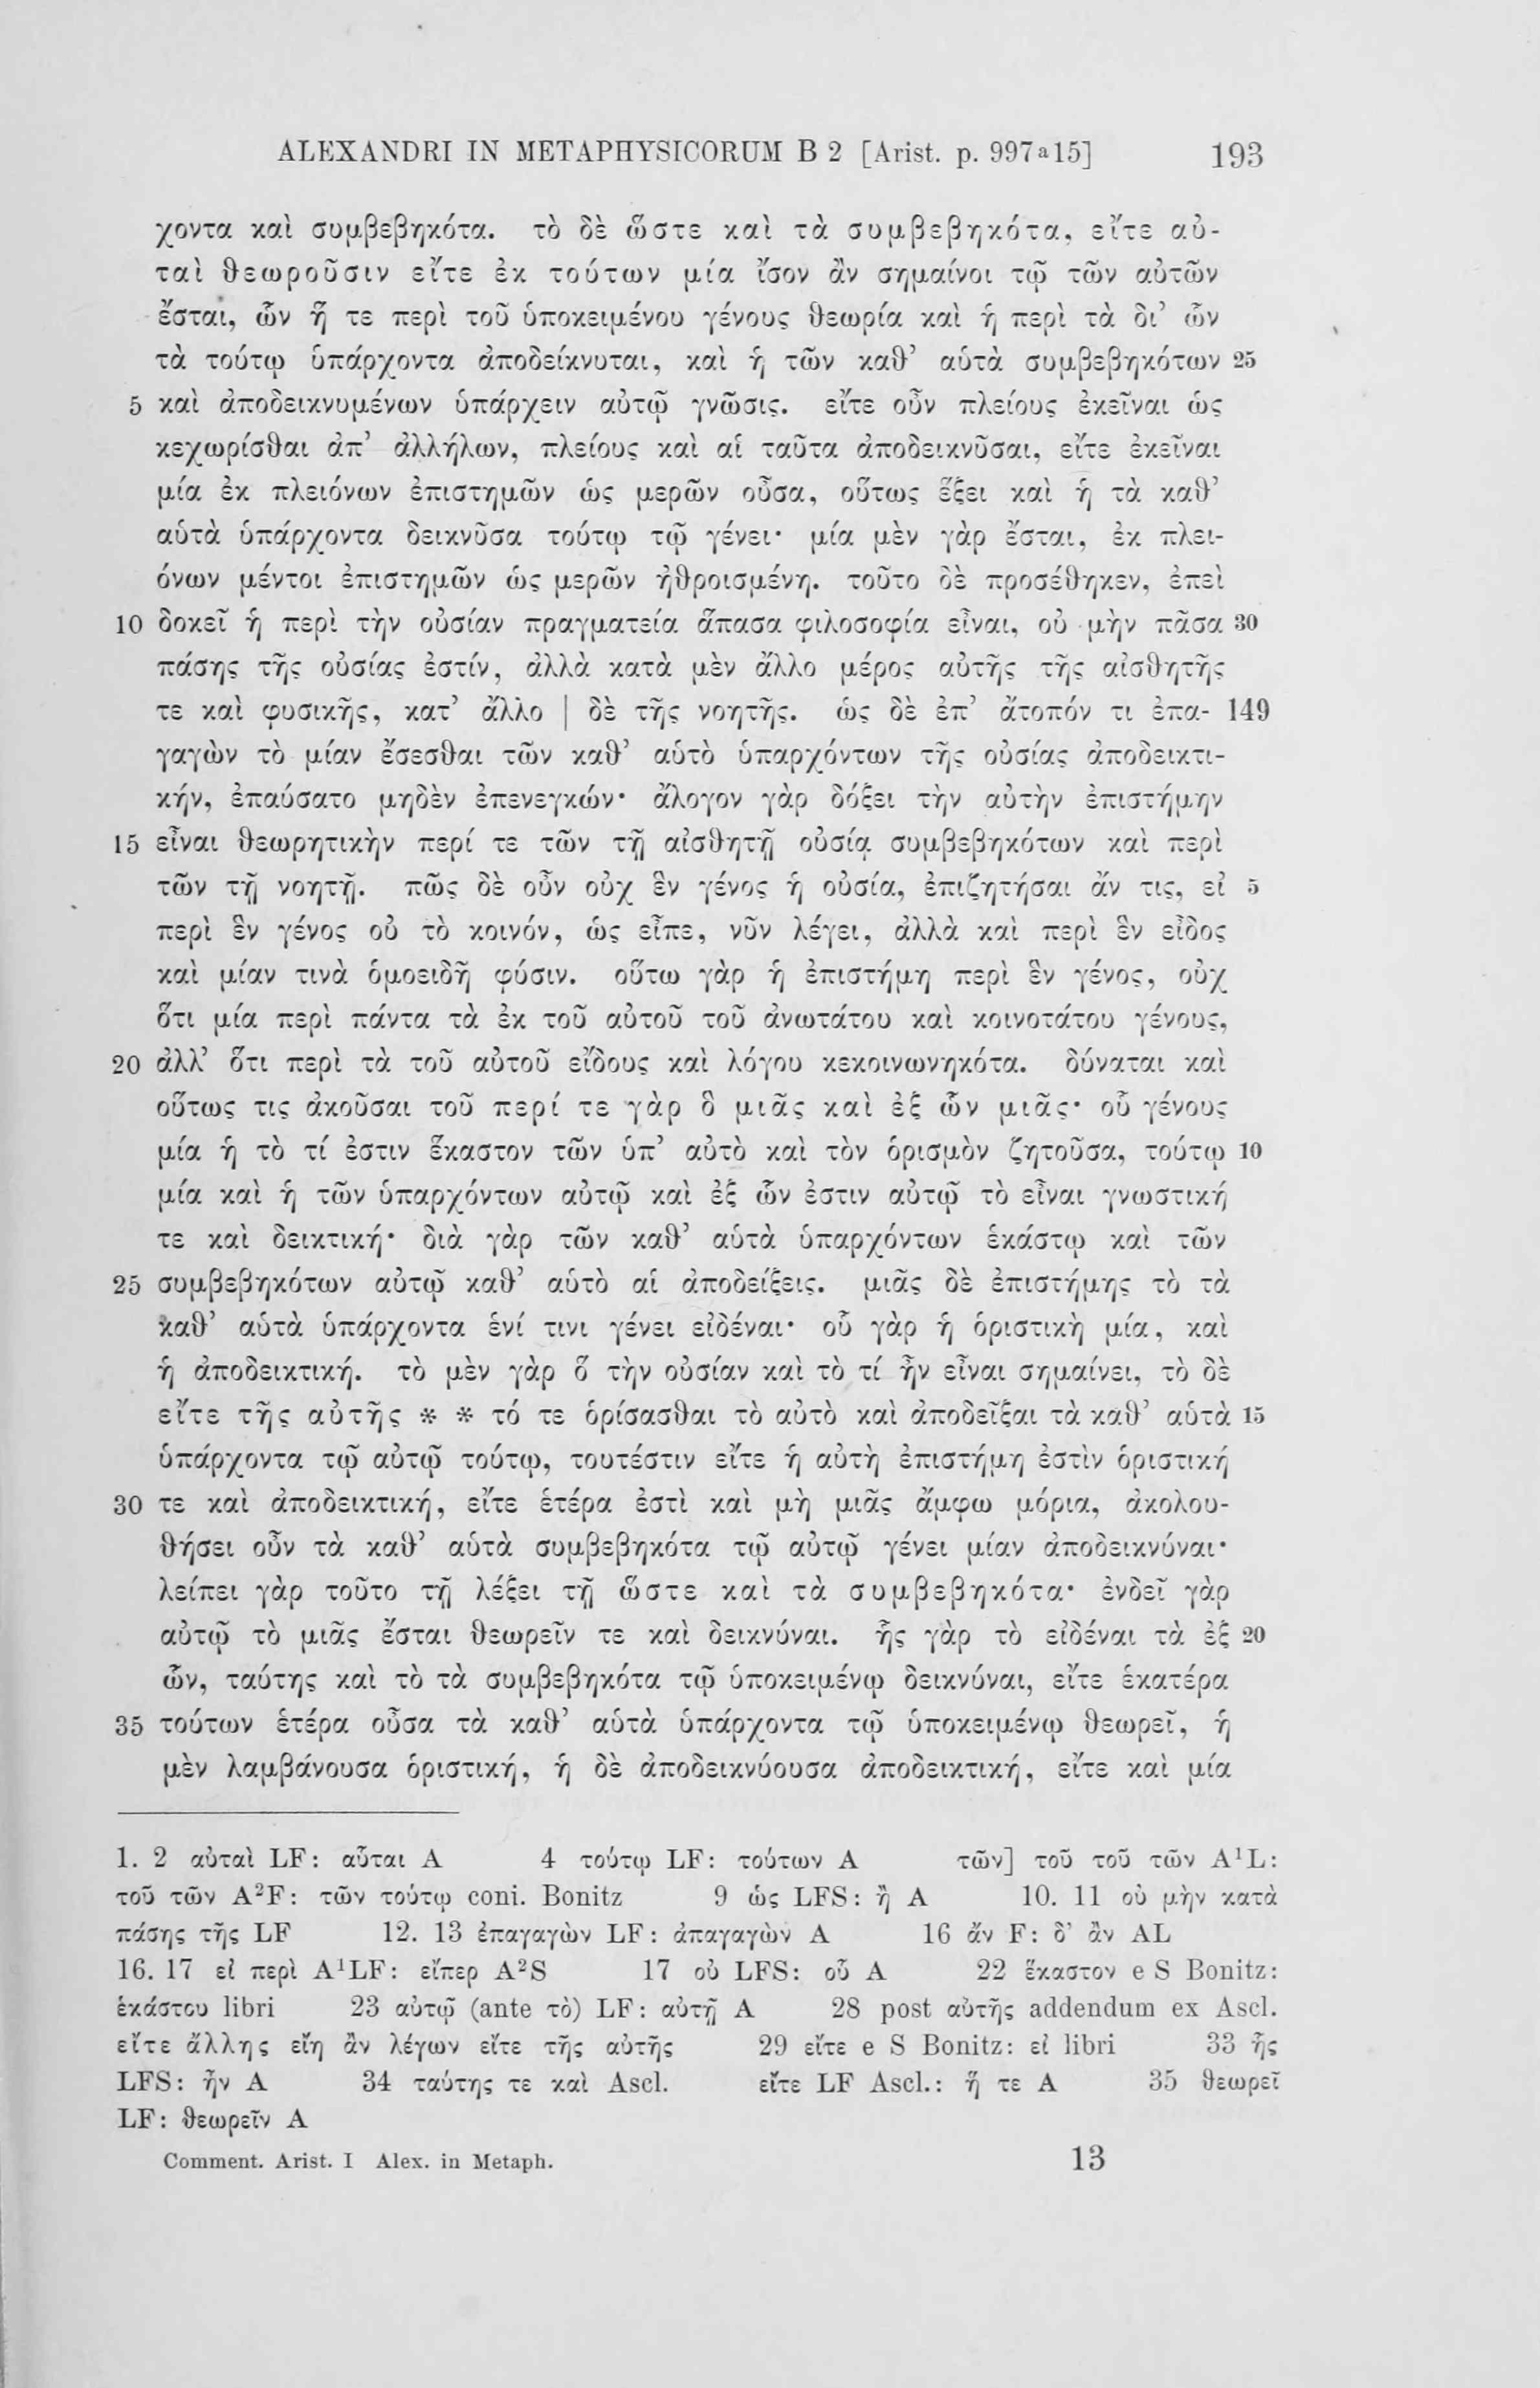 ALEXANDRI IN METAPHYSICORUM B 2 [Arist. p. 997a15] 193
χοντα καὶ συμβεβηκότα. τὸ δὲ ὥστε καὶ τὰ συμβεβηκότα, εἴτε αὐ-
ταὶ θεωροῦσιν εἴτε ἐκ τούτων μία ἴσον ἂν σημαίνοι τῷ τῶν αὐτῶν
ἔσται, ὧν ἥ τε περὶ τοῦ ὑποκειμένου γένους θεωρία καὶ ἡ περὶ τὰ δι’ ὧν
τὰ τούτῳ ὑπάρχοντα ἀποδείκνυται, καὶ ἡ τῶν καθ’ αὑτὰ συμβεβηκότων 25
5 καὶ ἀποδεικνυμένων ὑπάρχειν αὐτῷ γνῶσις. εἴτε οὖν πλείους ἐκεῖναι ὡς
κεχωρίσθαι ἀπ’ ἀλλήλων, πλείους καὶ αἱ ταῦτα ἀποδεικνῦσαι, εἴτε ἐκεῖναι
μία ἐκ πλειόνων ἐπιστημῶν ὡς μερῶν οὖσα, οὕτως ἕξει καὶ ἡ τὰ καθ’
αὑτὰ ὑπάρχοντα δεικνῦσα τούτῳ τῷ γένει· μία μὲν γὰρ ἔσται, ἐκ πλει-
όνων μέντοι ἐπιστημῶν ὡς μερῶν ἠθροισμένη. τοῦτο δὲ προσέθηκεν, ἐπεὶ
10 δοκεῖ ἡ περὶ τὴν οὐσίαν πραγματεία ἅπασα φιλοσοφία εἶναι, οὐ μὴν πᾶσα 30
πάσης τῆς οὐσίας ἐστίν, ἀλλὰ κατὰ μὲν ἄλλο μέρος αὐτῆς τῆς αἰσθητῆς
τε καὶ φυσικῆς, κατ’ ἄλλο | δὲ τῆς νοητῆς. ὡς δὲ ἐπ’ ἄτοπόν τι ἐπα- 149
γαγὼν τὸ μίαν ἔσεσθαι τῶν καθ’ αὑτὸ ὑπαρχόντων τῆς οὐσίας ἀποδεικτι-
κήν, ἐπαύσατο μηδὲν ἐπενεγκών· ἄλογον γὰρ δόξει τὴν αὐτὴν ἐπιστήμην
15 εἶναι θεωρητικὴν περί τε τῶν τῇ αἰσθητῇ οὐσίᾳ συμβεβηκότων καὶ περὶ
τῶν τῇ νοητῇ. πῶς δὲ οὖν οὐχ ἓν γένος ἡ οὐσία, ἐπιζητήσαι ἄν τις, εἰ 5
περὶ ἓν γένος οὐ τὸ κοινόν, ὡς εἶπε, νῦν λέγει, ἀλλὰ καὶ περὶ ἓν εἶδος
καὶ μίαν τινὰ ὁμοειδῆ φύσιν. οὕτω γὰρ ἡ ἐπιστήμη περὶ ἓν γένος, οὐχ
ὅτι μία περὶ πάντα τὰ ἐκ τοῦ αὐτοῦ τοῦ ἀνωτάτου καὶ κοινοτάτου γένους,
20 ἀλλ’ ὅτι περὶ τὰ τοῦ αὐτοῦ εἴδους καὶ λόγου κεκοινωνηκότα. δύναται καὶ
οὕτως τις ἀκοῦσαι τοῦ περί τε γὰρ ὃ μιᾶς καὶ ἐξ ὧν μιᾶς· οὗ γένους
μία ἡ τὸ τί ἐστιν ἕκαστον τῶν ὑπ’ αὐτὸ καὶ τὸν ὁρισμὸν ζητοῦσα, τούτῳ 10
μία καὶ ἡ τῶν ὑπαρχόντων αὐτῷ καὶ ἐξ ὧν ἐστιν αὐτῷ τὸ εἶναι γνωστική
τε καὶ δεικτική· διὰ γὰρ τῶν καθ’ αὑτὰ ὑπαρχόντων ἑκάστῳ καὶ τῶν
25 συμβεβηκότων αὐτῷ καθ’ αὑτὸ αἱ ἀποδείξεις. μιᾶς δὲ ἐπιστήμης τὸ τὰ
καθ’ αὑτὰ ὑπάρχοντα ἑνί τινι γένει εἰδέναι· οὗ γὰρ ἡ ὁριστικὴ μία, καὶ
ἡ ἀποδεικτική. τὸ μὲν γὰρ ὅ τὴν οὐσίαν καὶ τὸ τί ἦν εἶναι σημαίνει, τὸ δὲ
εἴτε τῆς αὐτῆς * * τό τε ὁρίσασθαι τὸ αὐτὸ καὶ ἀποδεῖξαι τὰ καθ’ αὑτὰ 15
ὑπάρχοντα τῷ αὐτῷ τούτῳ, τουτέστιν εἴτε ἡ αὐτὴ ἐπιστήμη ἐστὶν ὁριστική
30 τε καὶ ἀποδεικτική, εἴτε ἑτέρα ἐστὶ καὶ μὴ μιᾶς ἄμφω μόρια, ἀκολου-
θήσει οὖν τὰ καθ’ αὑτὰ συμβεβηκότα τῷ αὐτῷ γένει μίαν ἀποδεικνύναι·
λείπει γὰρ τοῦτο τῇ λέξει τῇ ὥστε καὶ τὰ συμβεβηκότα· ἐνδεῖ γὰρ
αὐτῷ τὸ μιᾶς ἔσται θεωρεῖν τε καὶ δεικνύναι. ἧς γὰρ τὸ εἰδέναι τὰ ἐξ 20
ὧν, ταύτης καὶ τὸ τὰ συμβεβηκότα τῷ ὑποκειμένῳ δεικνύναι, εἴτε ἑκατέρα
35 τούτων ἑτέρα οὖσα τὰ καθ’ αὑτὰ ὑπάρχοντα τῷ ὑποκειμένῳ θεωρεῖ, ἡ
μὲν λαμβάνουσα ὁριστική, ἡ δὲ ἀποδεικνύουσα ἀποδεικτική, εἴτε καὶ μία
1. 2 αὐταὶ LF: αὗται A 4 τούτῳ LF: τούτων A τῶν] τοῦ τοῦ τῶν A¹L:
τοῦ τῶν A²F: τῶν τούτῳ coni. Bonitz 9 ὡς LFS: ἢ A 10. 11 οὐ μὴν κατὰ
πάσης τῆς LF 12. 13 ἐπαγαγὼν LF: ἀπαγαγὼν A 16 ἄν F: δ’ ἂν AL
16. 17 εἰ περὶ A¹LF: εἴπερ A²S 17 οὐ LFS: οὗ A 22 ἕκαστον e S Bonitz:
ἑκάστου libri 23 αὐτῷ (ante τὸ) LF: αὐτῇ A 28 post αὐτῆς addendum ex Ascl.
εἴτε ἄλλης εἴη ἂν λέγων εἴτε τῆς αὐτῆς 29 εἴτε e S Bonitz: εἰ libri 33 ἧς
LFS: ἦν A 34 ταύτης τε καὶ Ascl. εἴτε LF Ascl.: ἥ τε A 35 θεωρεῖ
LF: θεωρεῖν A
Comment. Arist. I Alex. in Metaph. 13